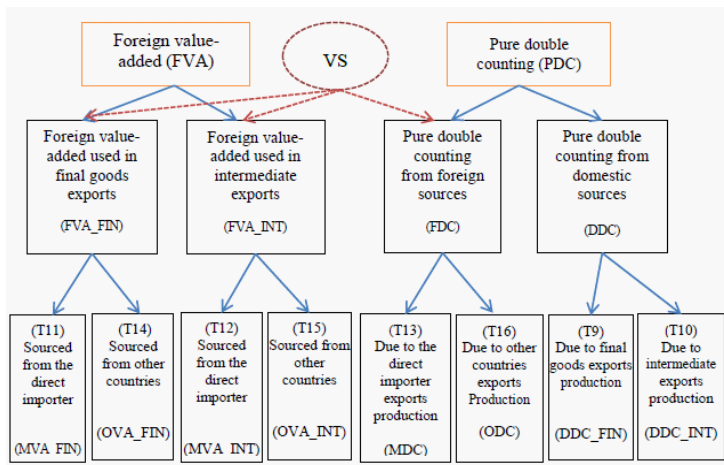 Foreign value-
added (FVA)
VS
Pure double
counting (PDC)
Foreign value-
added used in
final goods
exports
(FVA_FIN)
Foreign value-
added used in
intermediate
exports
(FVA_INT)
Pure double
counting
from foreign
sources
(FDC)
Pure double
counting from
domestic
sources
(DDC)
(T11)
Sourced
from the
direct
importer
(MVA_FIN)
(T14)
Sourced
from other
countries
(OVA_FIN)
(T12)
Sourced
from the
direct
importer
(MVA_INT)
(T15)
Sourced from
other
countries
(OVA_INT)
(T13)
Due to the
direct
importer
exports
production
(MDC)
(T16)
Due to other
countries
exports
Production
(ODC)
(T9)
Due to final
goods exports
production
(DDC_FIN)
(T10)
Due to
intermediate
exports
production
(DDC_INT)